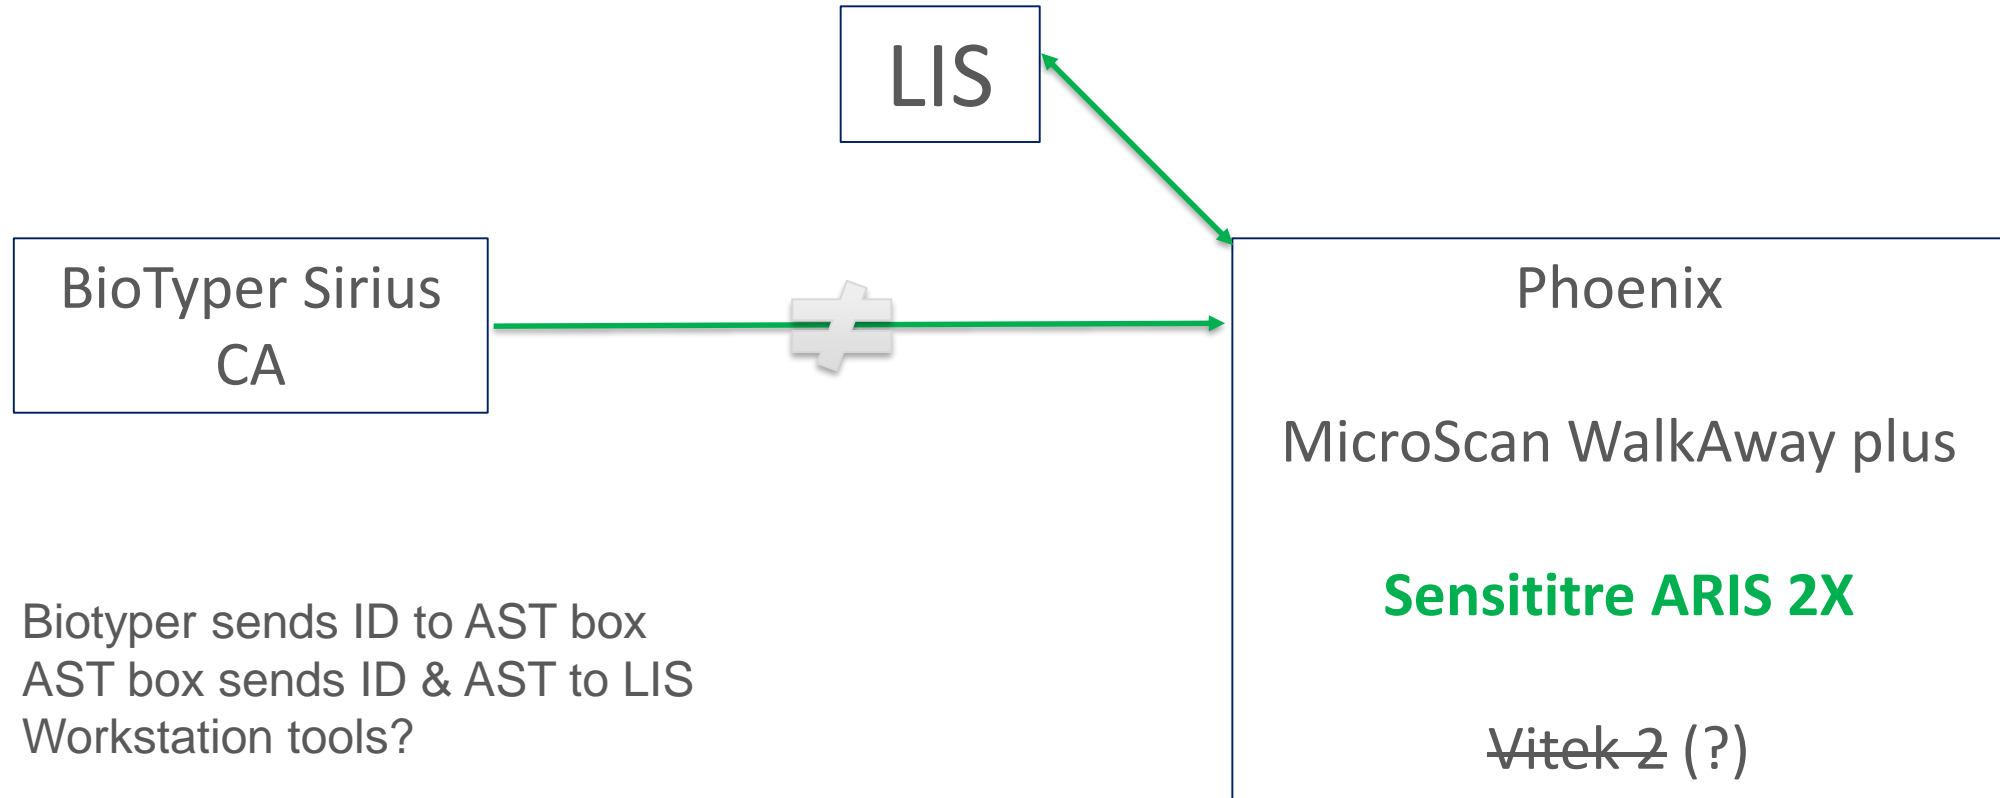 LIS
BioTyper Sirius
CA
≠
Phoenix
MicroScan WalkAway plus
Sensititre ARIS 2X
Vitek 2 (?)
Biotyper sends ID to AST box
AST box sends ID & AST to LIS
Workstation tools?